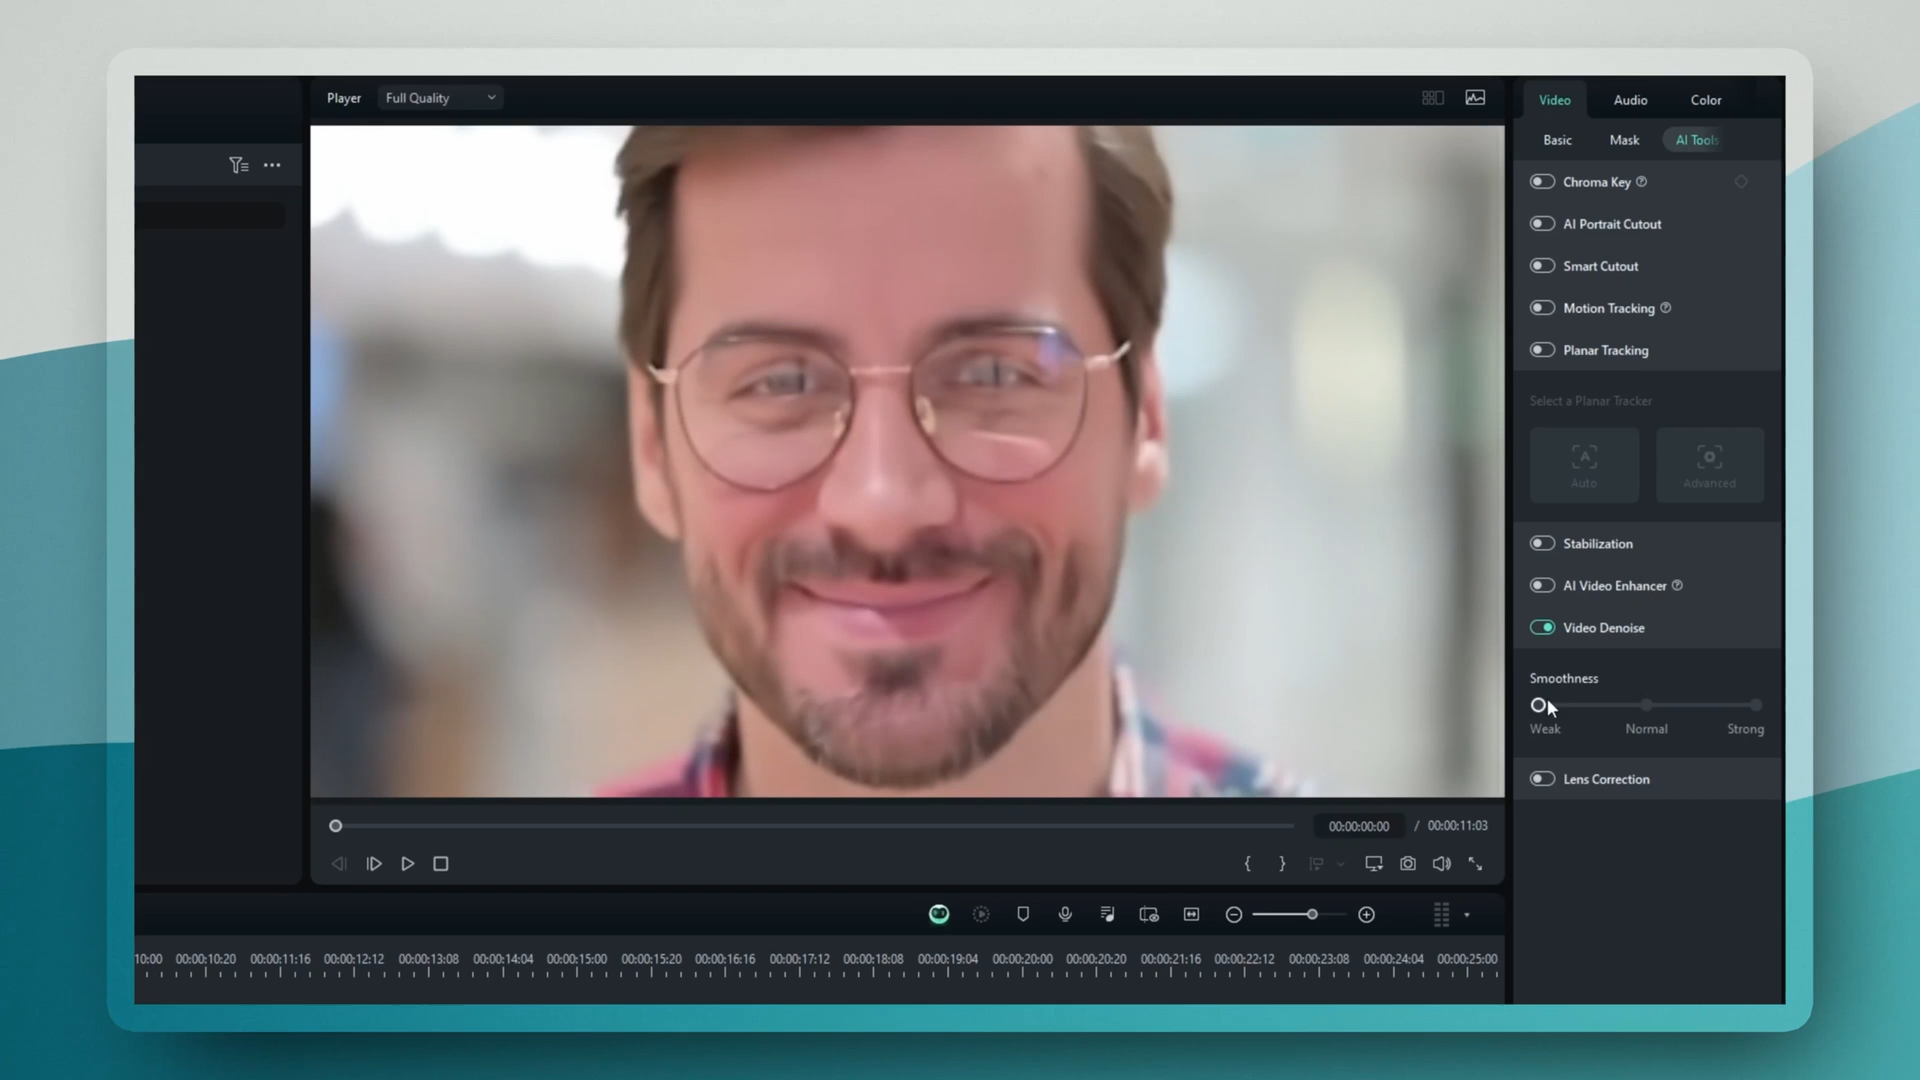 Player
Full Quality
Video
Audio
Color
Basic
Mask
AI Tools
Chroma Key
AI Portrait Cutout
Smart Cutout
Motion Tracking
Planar Tracking
Select a Planar Tracker
A
Auto
Advanced
Stabilization
AI Video Enhancer
Video Denoise
Smoothness
Weak
Normal
Strong
Lens Correction
00:00:00:00 / 00:00:11:03
{ }
10:00 00:00:10:20 00:00:11:16 00:00:12:12 00:00:13:08 00:00:14:04 00:00:15:00 00:00:15:20 00:00:16:16 00:00:17:12 00:00:18:08 00:00:19:04 00:00:20:00 00:00:20:20 00:00:21:16 00:00:22:12 00:00:23:08 00:00:24:04 00:00:25:00